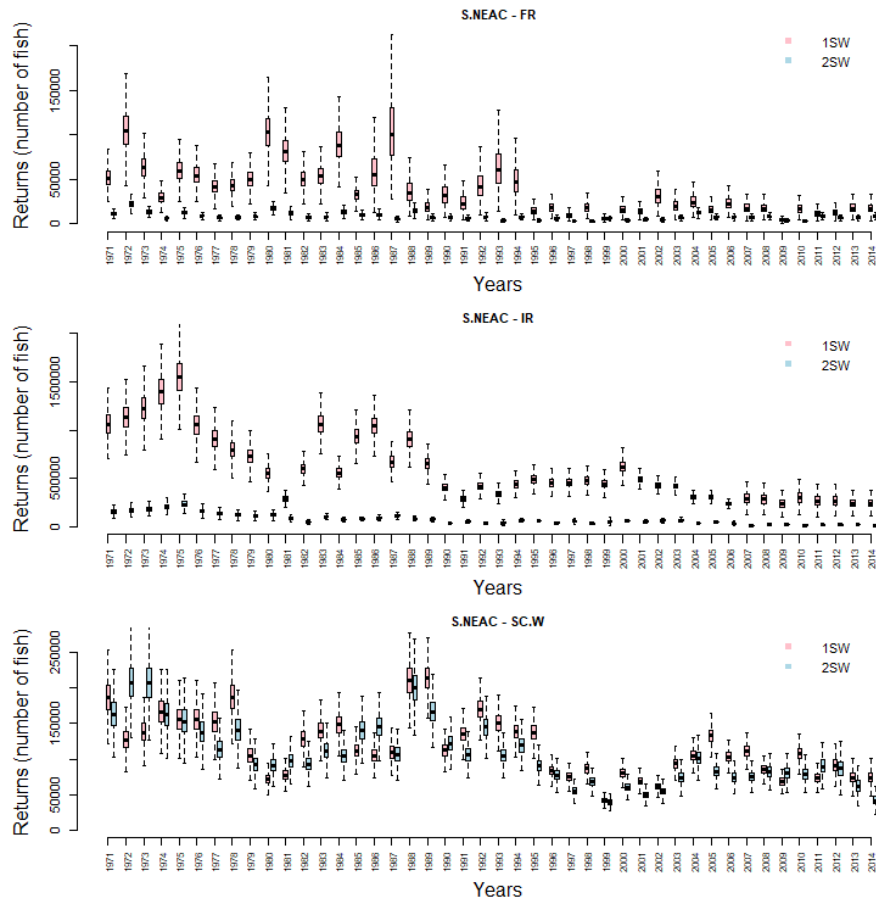 S.NEAC - FR
Returns (number of fish)
0 50000 150000
1SW
2SW
1971 1972 1973 1974 1975 1976 1977 1978 1979 1980 1981 1982 1983 1984 1985 1986 1987 1988 1989 1990 1991 1992 1993 1994 1995 1996 1997 1998 1999 2000 2001 2002 2003 2004 2005 2006 2007 2008 2009 2010 2011 2012 2013 2014
Years
S.NEAC - IR
Returns (number of fish)
0 500000 1500000
1SW
2SW
1971 1972 1973 1974 1975 1976 1977 1978 1979 1980 1981 1982 1983 1984 1985 1986 1987 1988 1989 1990 1991 1992 1993 1994 1995 1996 1997 1998 1999 2000 2001 2002 2003 2004 2005 2006 2007 2008 2009 2010 2011 2012 2013 2014
Years
S.NEAC - SC.W
Returns (number of fish)
0 50000 150000 250000
1SW
2SW
1971 1972 1973 1974 1975 1976 1977 1978 1979 1980 1981 1982 1983 1984 1985 1986 1987 1988 1989 1990 1991 1992 1993 1994 1995 1996 1997 1998 1999 2000 2001 2002 2003 2004 2005 2006 2007 2008 2009 2010 2011 2012 2013 2014
Years